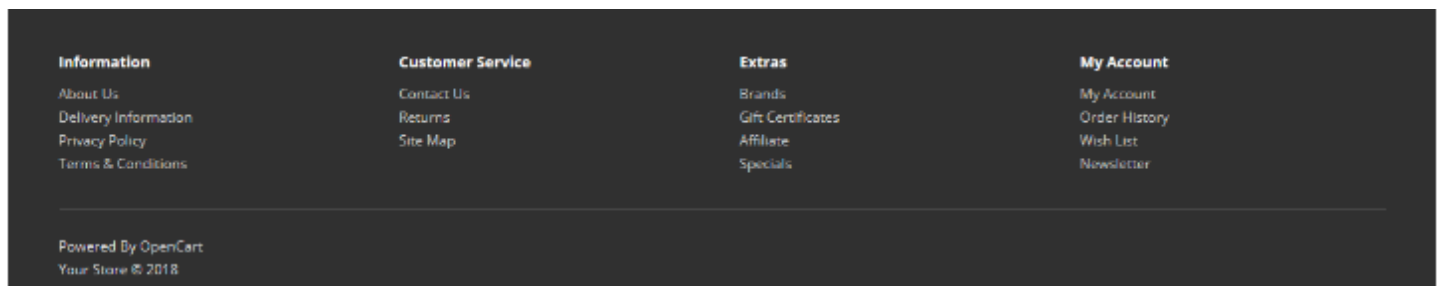 Information
About Us
Delivery Information
Privacy Policy
Terms & Conditions
Customer Service
Contact Us
Returns
Site Map
Extras
Brands
Gift Certificates
Affiliate
Specials
My Account
My Account
Order History
Wish List
Newsletter
Powered By OpenCart
Your Store © 2018